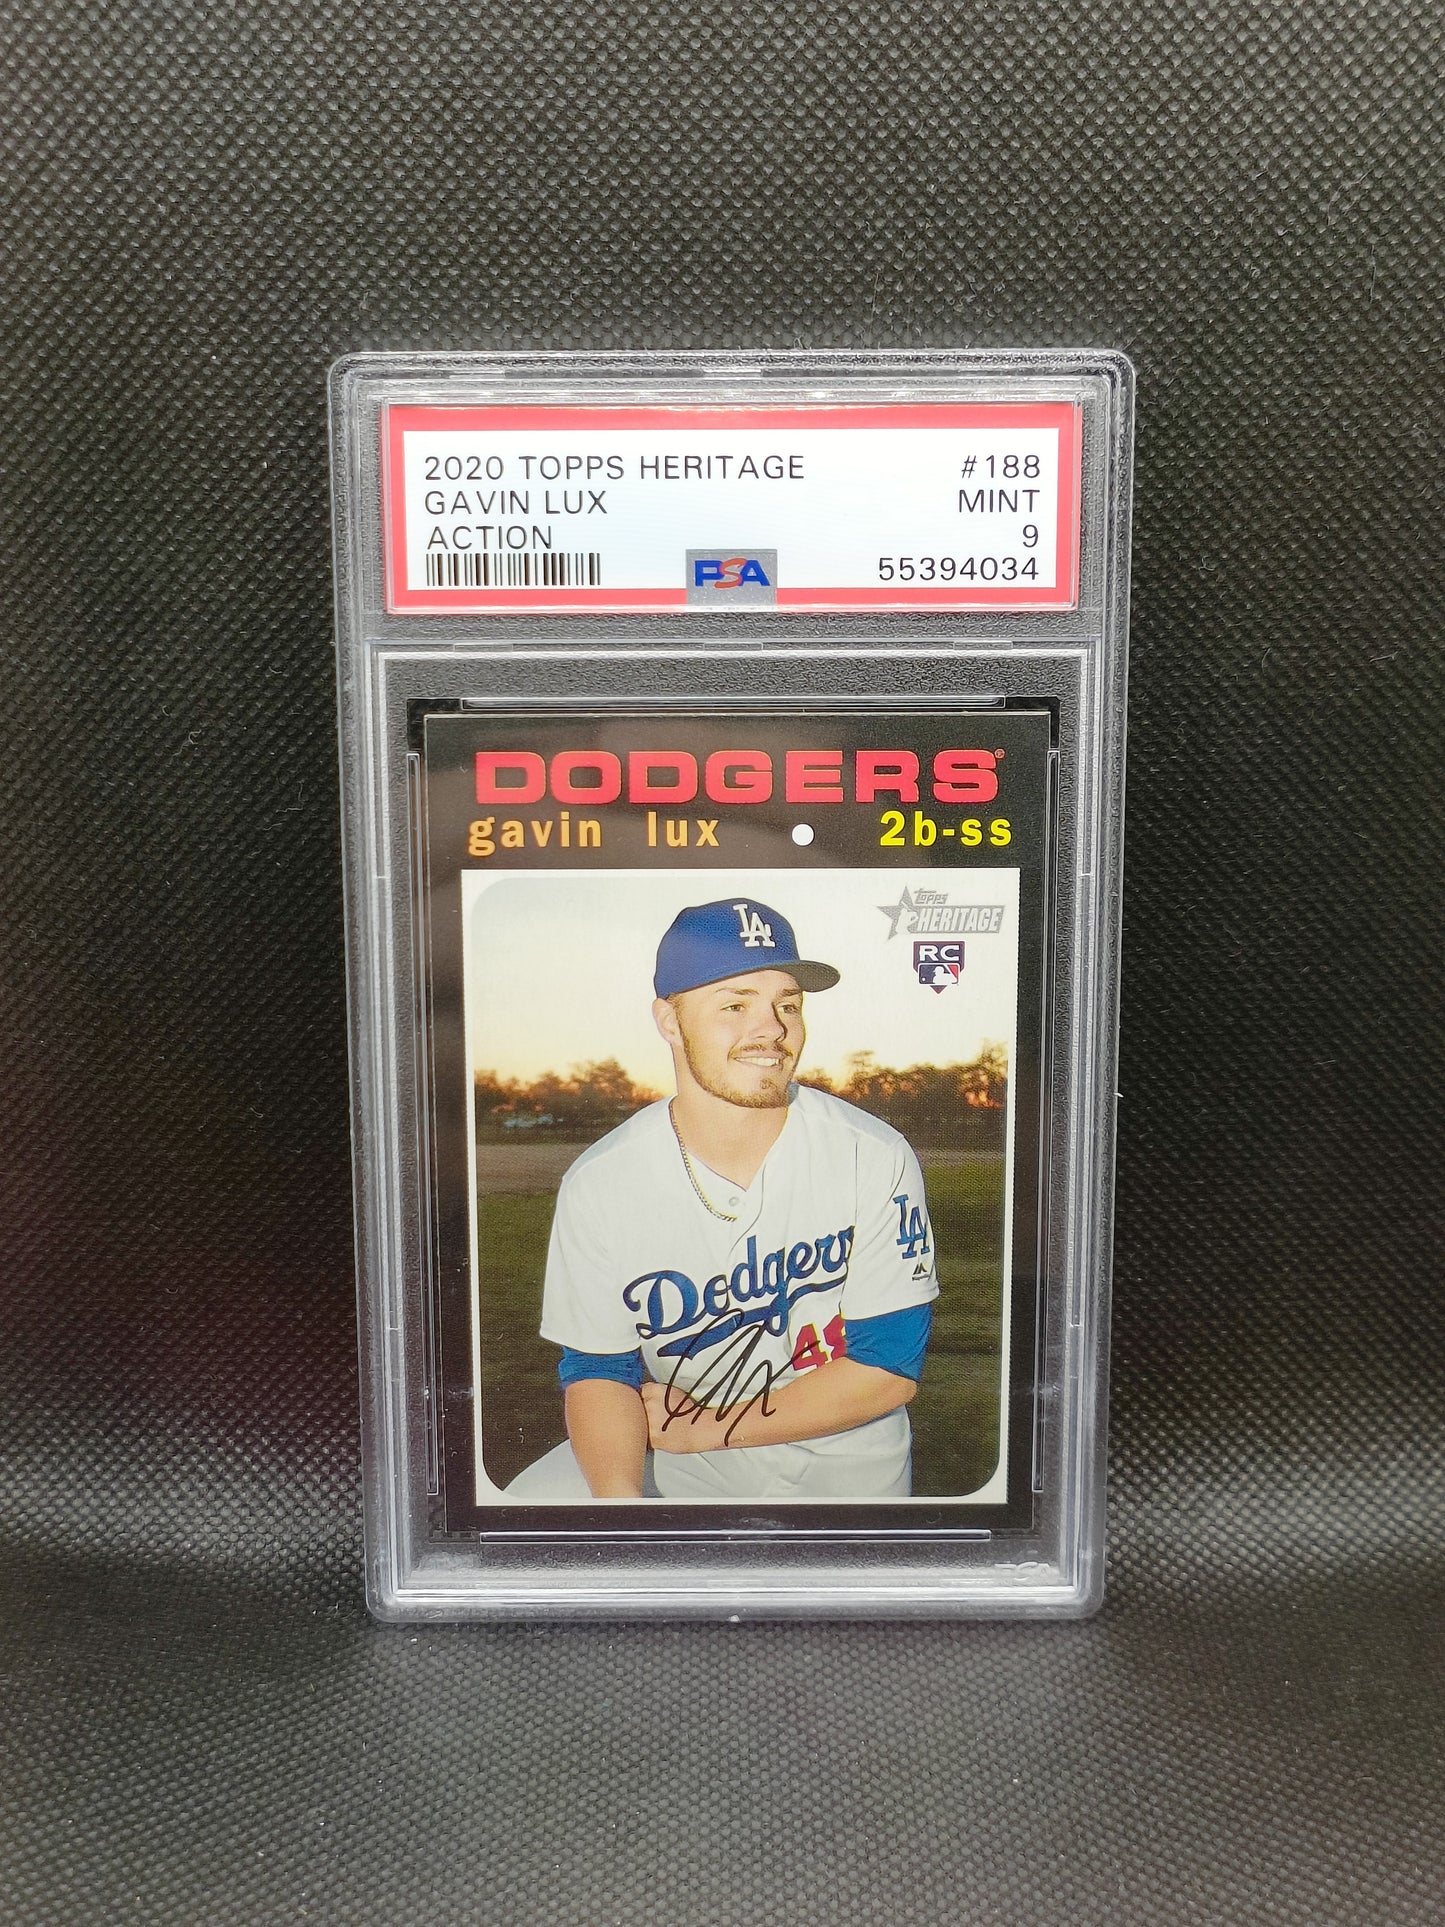 2020 TOPPS HERITAGE #188
GAVIN LUX MINT
ACTION 9
PSA 55394034
DODGERS®
gavin lux 2b-ss
LA
topps
HERITAGE
RC
LA
Dodgers